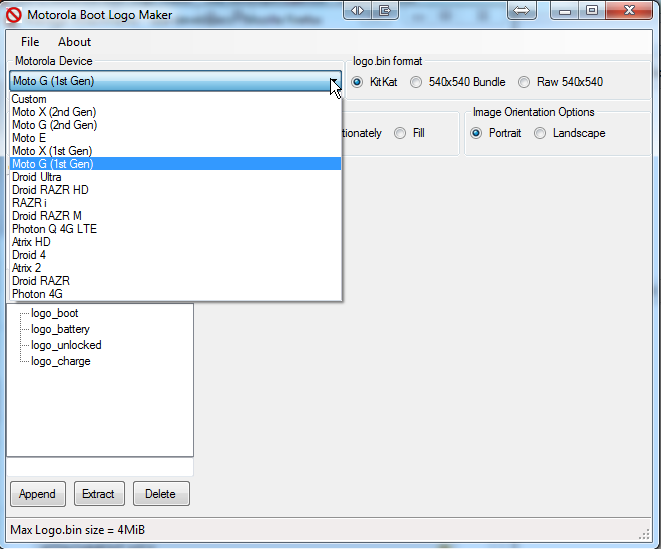 Motorola Boot Logo Maker
File About
Motorola Device
logo.bin format
Moto G (1st Gen)
KitKat 540x540 Bundle Raw 540x540
Custom
Moto X (2nd Gen)
Moto G (2nd Gen)
Moto E
Moto X (1st Gen)
Moto G (1st Gen)
Droid Ultra
Droid RAZR HD
RAZR i
Droid RAZR M
Photon Q 4G LTE
Atrix HD
Droid 4
Atrix 2
Droid RAZR
Photon 4G
tionately Fill
Image Orientation Options
Portrait Landscape
logo_boot
logo_battery
logo_unlocked
logo_charge
Append Extract Delete
Max Logo.bin size = 4MiB